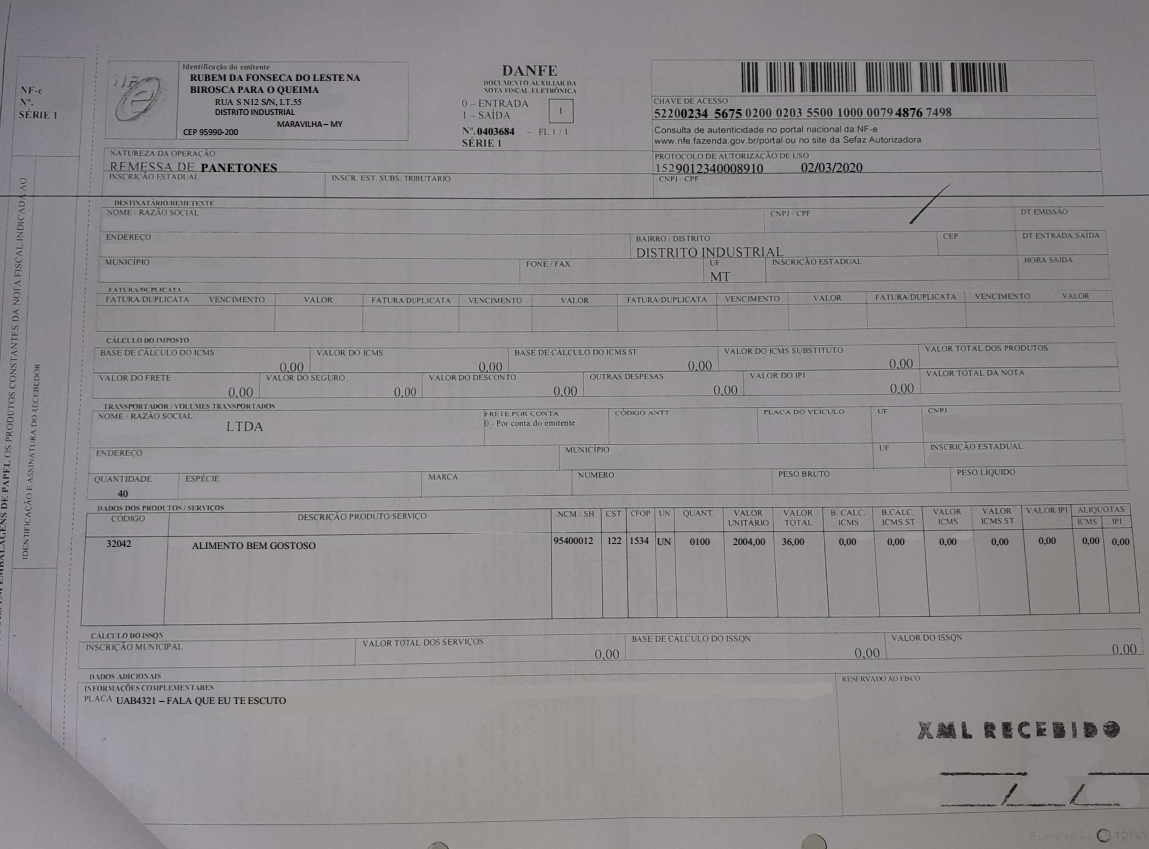 NF-e
Nº.
SÉRIE 1
IDENTIFICAÇÃO E ASSINATURA DO RECEBEDOR
EMBALAGENS DE PAPEL OS PRODUTOS CONSTANTES DA NOTA FISCAL INDICADA AO
NF-e
Identificação do emitente
RUBEM DA FONSECA DO LESTE NA
BIROSCA PARA O QUEIMA
RUA S N12 S/N, LT.55
DISTRITO INDUSTRIAL
MARAVILHA – MY
CEP 95990-200
DANFE
DOCUMENTO AUXILIAR DA
NOTA FISCAL ELETRÔNICA
0 – ENTRADA
1 – SAÍDA
1
Nº.0403684 – FL 1 / 1
SÉRIE 1
CHAVE DE ACESSO
52200234 5675 0200 0203 5500 1000 0079 4876 7498
Consulta de autenticidade no portal nacional da NF-e
www.nfe.fazenda.gov.br/portal ou no site da Sefaz Autorizadora
NATUREZA DA OPERAÇÃO
REMESSA DE PANETONES
PROTOCOLO DE AUTORIZAÇÃO DE USO
1529012340008910 02/03/2020
INSCRIÇÃO ESTADUAL INSCR. EST. SUBS. TRIBUTÁRIO CNPJ / CPF
DESTINATÁRIO/REMETENTE
NOME / RAZÃO SOCIAL CNPJ / CPF DT EMISSÃO
ENDEREÇO BAIRRO / DISTRITO CEP DT ENTRADA SAÍDA
DISTRITO INDUSTRIAL
MUNICÍPIO FONE / FAX UF INSCRIÇÃO ESTADUAL HORA SAÍDA
MT
FATURA/DUPLICATA
FATURA/DUPLICATA VENCIMENTO VALOR FATURA/DUPLICATA VENCIMENTO VALOR FATURA/DUPLICATA VENCIMENTO VALOR FATURA/DUPLICATA VENCIMENTO VALOR
CÁLCULO DO IMPOSTO
BASE DE CÁLCULO DO ICMS VALOR DO ICMS BASE DE CÁLCULO DO ICMS ST VALOR DO ICMS SUBSTITUTO VALOR TOTAL DOS PRODUTOS
0,00 0,00 0,00 0,00
VALOR DO FRETE VALOR DO SEGURO VALOR DO DESCONTO OUTRAS DESPESAS VALOR DO IPI VALOR TOTAL DA NOTA
0,00 0,00 0,00 0,00 0,00
TRANSPORTADOR / VOLUMES TRANSPORTADOS
NOME / RAZÃO SOCIAL FRETE POR CONTA CÓDIGO ANTT PLACA DO VEÍCULO UF CNPJ
LTDA 0 - Por conta do emitente
ENDEREÇO MUNICÍPIO UF INSCRIÇÃO ESTADUAL
QUANTIDADE ESPÉCIE MARCA NUMERO PESO BRUTO PESO LÍQUIDO
40
DADOS DOS PRODUTOS / SERVIÇOS
CÓDIGO DESCRIÇÃO PRODUTO/SERVIÇO NCM / SH CST CFOP UN QUANT. VALOR UNITARIO VALOR TOTAL B. CALC. ICMS B.CÁLC. ICMS ST VALOR ICMS VALOR ICMS ST VALOR IPI ALIQUOTAS ICMS IPI
32042 ALIMENTO BEM GOSTOSO 95400012 122 1534 UN 0100 2004,00 36,00 0,00 0,00 0,00 0,00 0,00 0,00 0,00
CÁLCULO DO ISSQN
INSCRIÇÃO MUNICIPAL VALOR TOTAL DOS SERVIÇOS BASE DE CÁLCULO DO ISSQN VALOR DO ISSQN
0,00 0,00 0,00
DADOS ADICIONAIS
INFORMAÇÕES COMPLEMENTARES RESERVADO AO FISCO
PLACA UAB4321 – FALA QUE EU TE ESCUTO
XML RECEBIDO